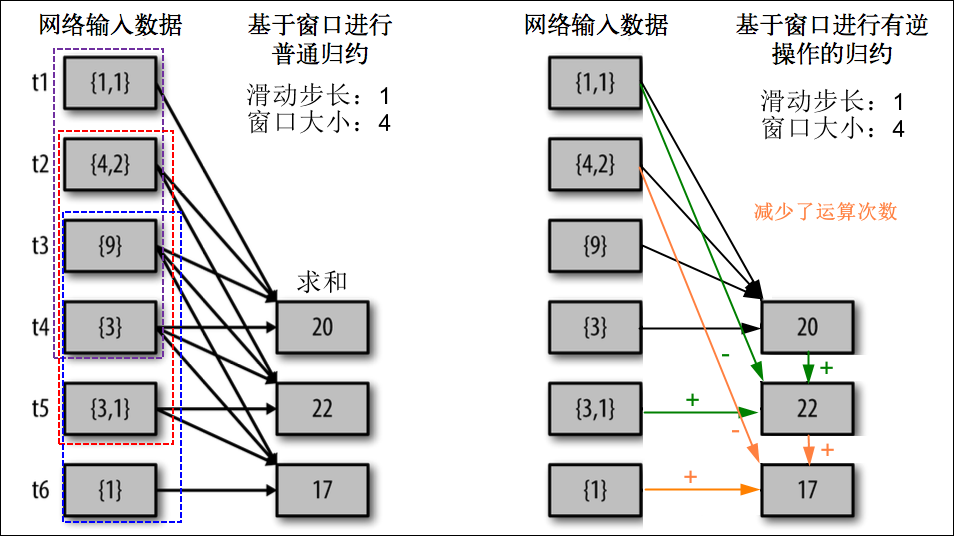 网络输入数据
基于窗口进行
普通归约
滑动步长：1
窗口大小：4
t1
{1,1}
t2
{4,2}
t3
{9}
求和
t4
{3}
20
t5
{3,1}
22
t6
{1}
17
网络输入数据
基于窗口进行有逆
操作的归约
滑动步长：1
窗口大小：4
{1,1}
{4,2}
减少了运算次数
{9}
{3}
20
-
+
{3,1}
+
22
-
+
{1}
+
17